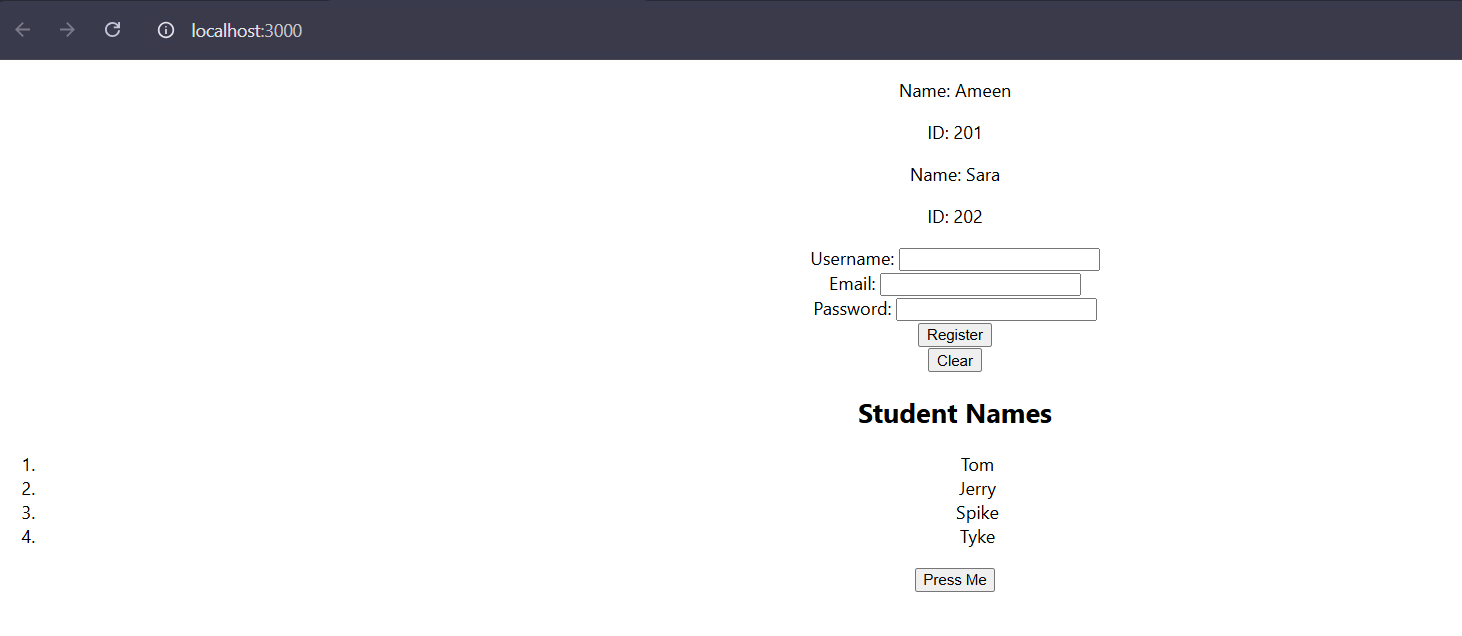 localhost:3000
Name: Ameen
ID: 201
Name: Sara
ID: 202
Username:
Email:
Password:
Register
Clear
Student Names
1. Tom
2. Jerry
3. Spike
4. Tyke
Press Me